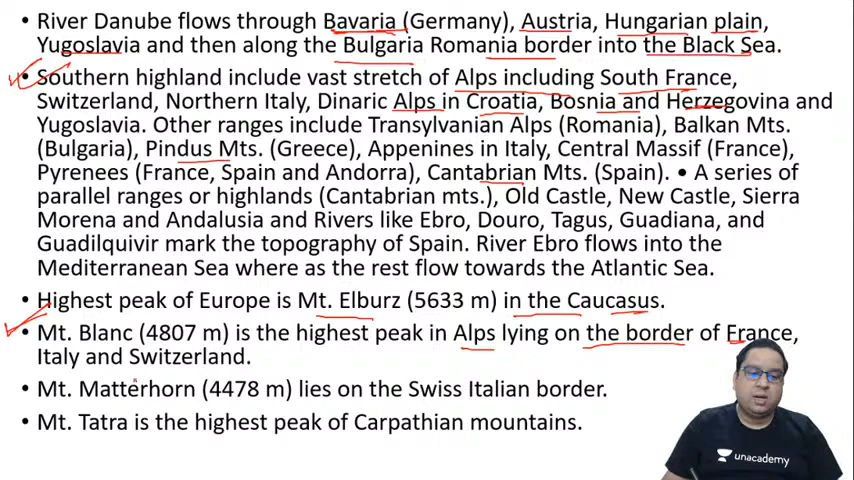 • River Danube flows through Bavaria (Germany), Austria, Hungarian plain,
Yugoslavia and then along the Bulgaria Romania border into the Black Sea.
• Southern highland include vast stretch of Alps including South France,
Switzerland, Northern Italy, Dinaric Alps in Croatia, Bosnia and Herzegovina and
Yugoslavia. Other ranges include Transylvanian Alps (Romania), Balkan Mts.
(Bulgaria), Pindus Mts. (Greece), Appenines in Italy, Central Massif (France),
Pyrenees (France, Spain and Andorra), Cantabrian Mts. (Spain). • A series of
parallel ranges or highlands (Cantabrian mts.), Old Castle, New Castle, Sierra
Morena and Andalusia and Rivers like Ebro, Douro, Tagus, Guadiana, and
Guadilquivir mark the topography of Spain. River Ebro flows into the
Mediterranean Sea where as the rest flow towards the Atlantic Sea.
• Highest peak of Europe is Mt. Elburz (5633 m) in the Caucasus.
• Mt. Blanc (4807 m) is the highest peak in Alps lying on the border of France,
Italy and Switzerland.
• Mt. Matterhorn (4478 m) lies on the Swiss Italian border.
• Mt. Tatra is the highest peak of Carpathian mountains.
unacademy